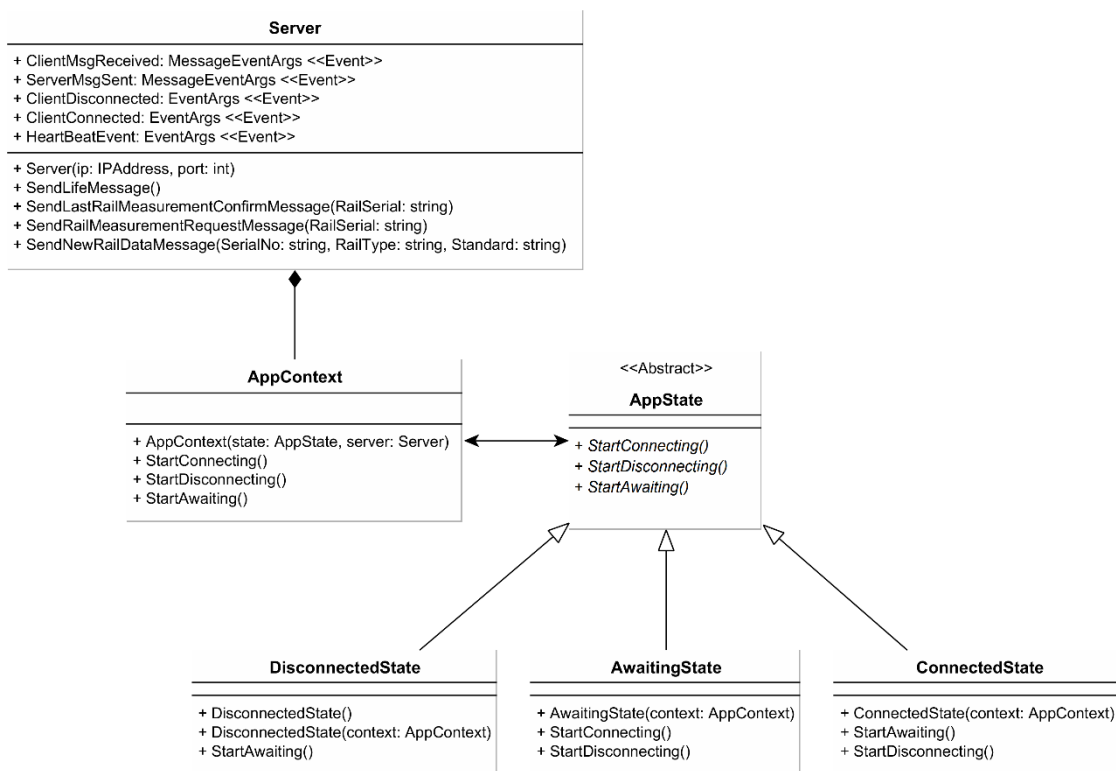 Server
+ ClientMsgReceived: MessageEventArgs <<Event>>
+ ServerMsgSent: MessageEventArgs <<Event>>
+ ClientDisconnected: EventArgs <<Event>>
+ ClientConnected: EventArgs <<Event>>
+ HeartBeatEvent: EventArgs <<Event>>
+ Server(ip: IPAddress, port: int)
+ SendLifeMessage()
+ SendLastRailMeasurementConfirmMessage(RailSerial: string)
+ SendRailMeasurementRequestMessage(RailSerial: string)
+ SendNewRailDataMessage(SerialNo: string, RailType: string, Standard: string)
AppContext
+ AppContext(state: AppState, server: Server)
+ StartConnecting()
+ StartDisconnecting()
+ StartAwaiting()
<<Abstract>>
AppState
+ StartConnecting()
+ StartDisconnecting()
+ StartAwaiting()
DisconnectedState
+ DisconnectedState()
+ DisconnectedState(context: AppContext)
+ StartAwaiting()
AwaitingState
+ AwaitingState(context: AppContext)
+ StartConnecting()
+ StartDisconnecting()
ConnectedState
+ ConnectedState(context: AppContext)
+ StartAwaiting()
+ StartDisconnecting()